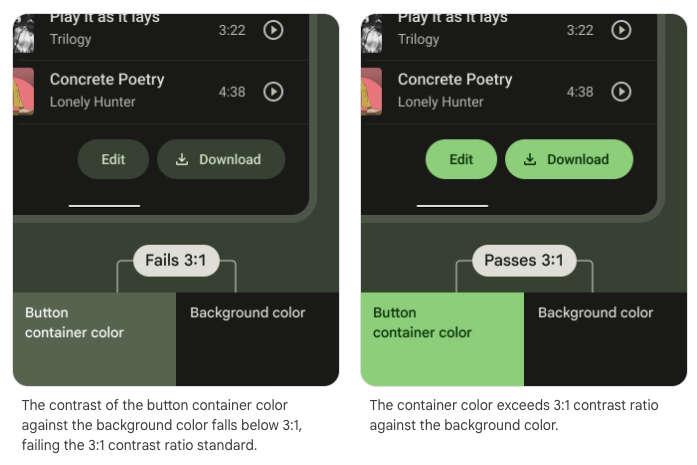 Play it as it lays
Trilogy
3:22
Concrete Poetry
Lonely Hunter
4:38
Edit
Download
Fails 3:1
Button
container color
Background color
The contrast of the button container color
against the background color falls below 3:1,
failing the 3:1 contrast ratio standard.
Play it as it lays
Trilogy
3:22
Concrete Poetry
Lonely Hunter
4:38
Edit
Download
Passes 3:1
Button
container color
Background color
The container color exceeds 3:1 contrast ratio
against the background color.